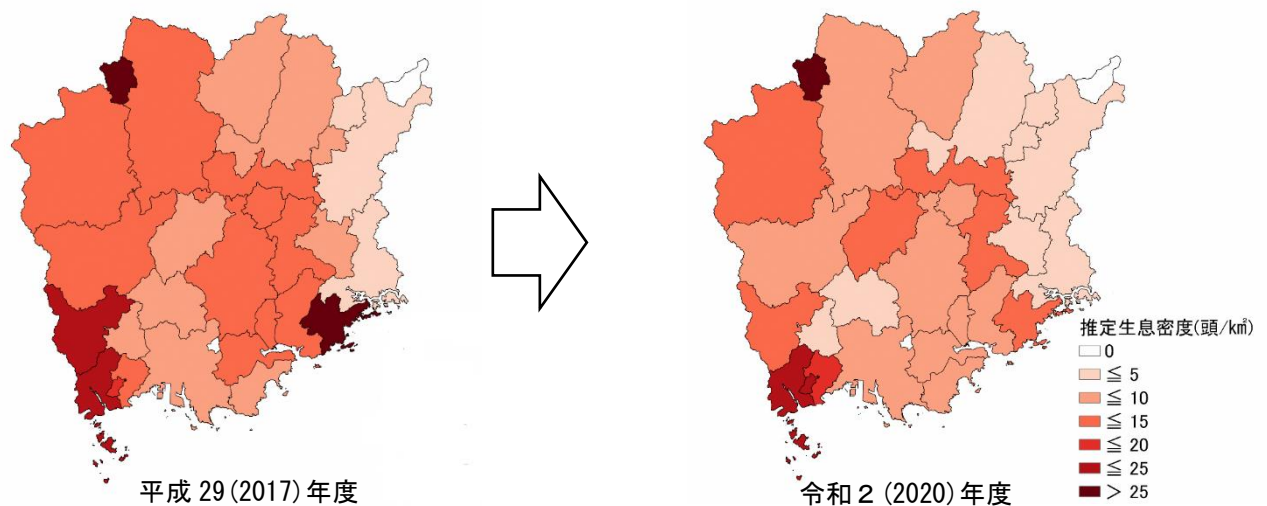 推定生息密度(頭/k㎡)
0
≦ 5
≦ 10
≦ 15
≦ 20
≦ 25
＞ 25
平成 29(2017)年度
令和２(2020)年度